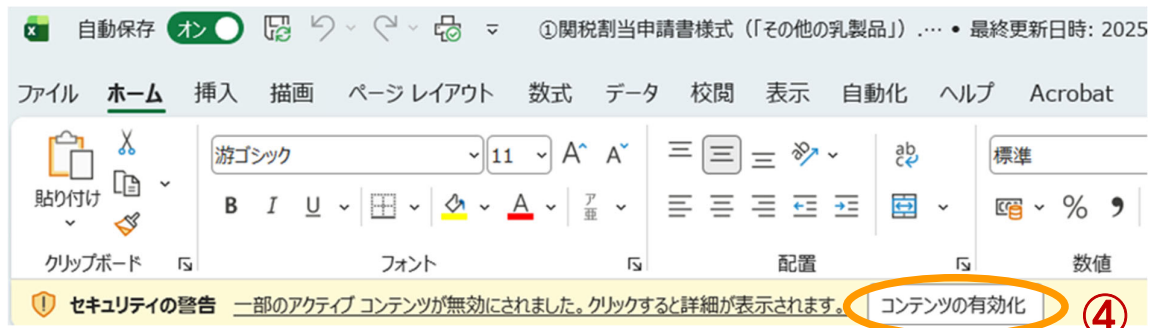 自動保存 オン ①関税割当申請書様式（「その他の乳製品」）.… • 最終更新日時: 2025
ファイル ホーム 挿入 描画 ページ レイアウト 数式 データ 校閲 表示 自動化 ヘルプ Acrobat
游ゴシック 11 A^ A˅ ab 標準
貼り付け B I U A ア亜 % 9
クリップボード フォント 配置 数値
セキュリティの警告 一部のアクティブ コンテンツが無効にされました。クリックすると詳細が表示されます。 コンテンツの有効化 ④